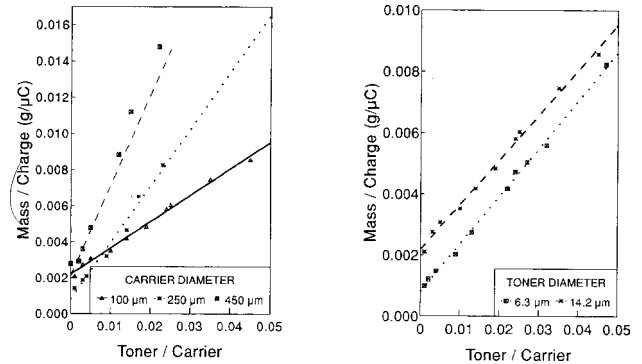 0.016
0.014
0.012
0.010
0.008
0.006
0.004
0.002
0.000
Mass / Charge (g/µC)
CARRIER DIAMETER
100 µm 250 µm 450 µm
0 0.01 0.02 0.03 0.04 0.05
Toner / Carrier
0.010
0.008
0.006
0.004
0.002
0.000
Mass / Charge (g/µC)
TONER DIAMETER
6.3 µm 14.2 µm
0 0.01 0.02 0.03 0.04 0.05
Toner / Carrier